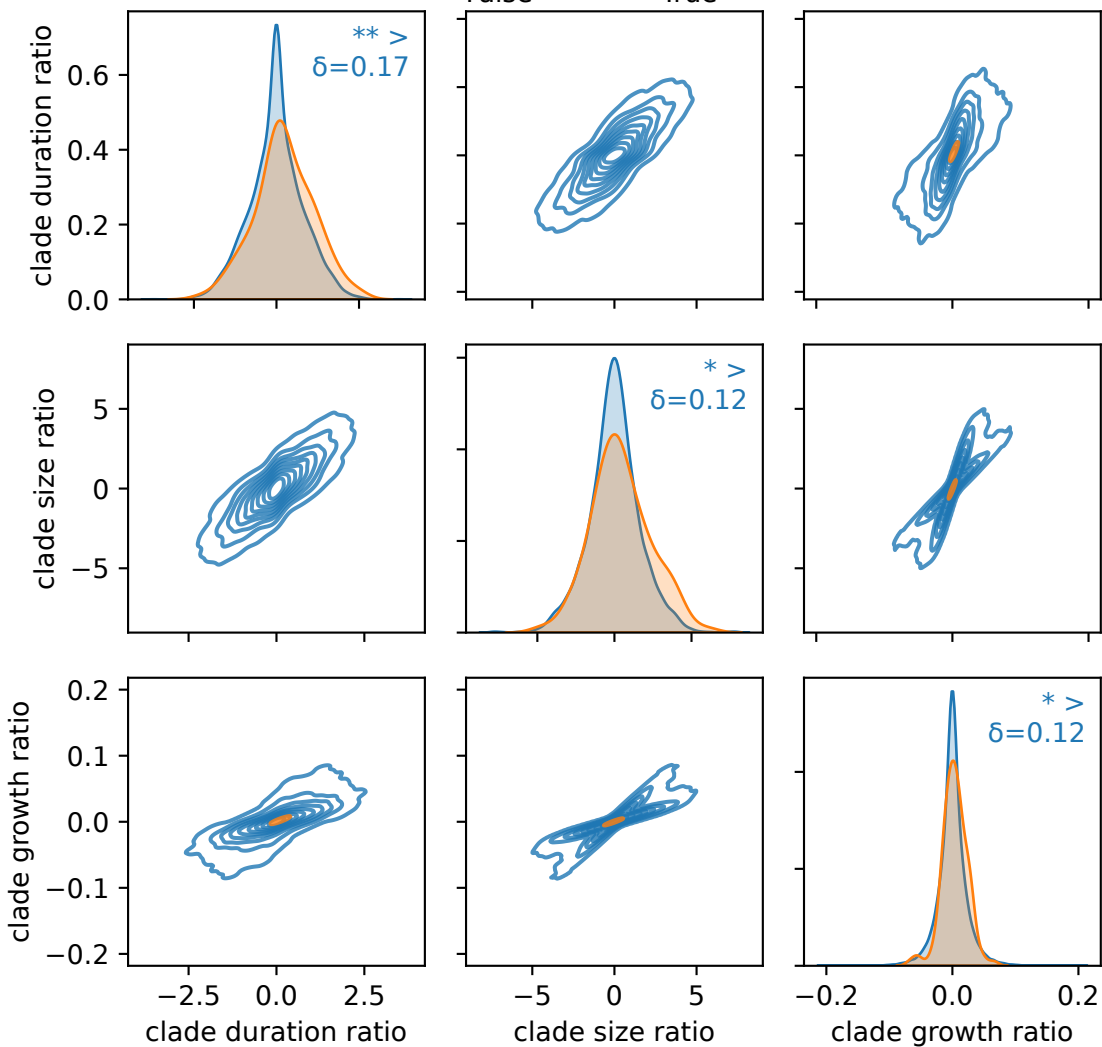 True
clade duration ratio
0.6
0.4
0.2
0.0
** >
δ=0.17
clade size ratio
5
0
−5
* >
δ=0.12
clade growth ratio
0.2
0.1
0.0
−0.1
−0.2
* >
δ=0.12
−2.5 0.0 2.5
−5 0 5
−0.2 0.0 0.2
clade duration ratio
clade size ratio
clade growth ratio